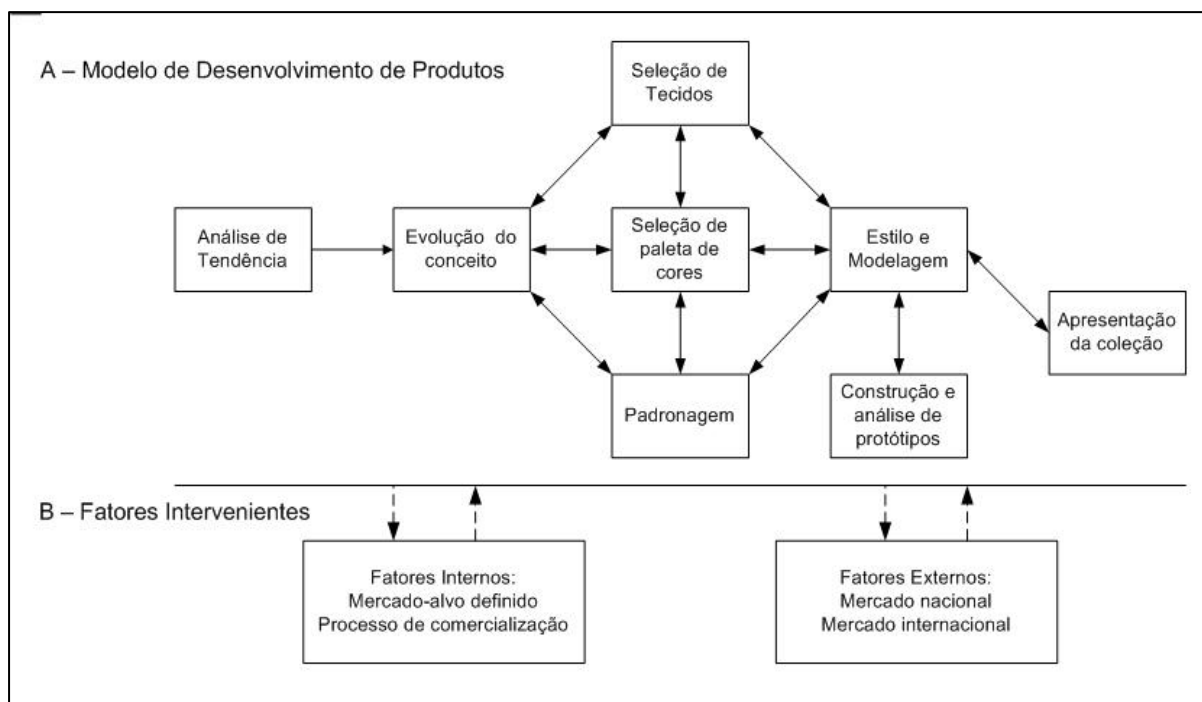 A – Modelo de Desenvolvimento de Produtos
Seleção de
Tecidos
Análise de
Tendência
Evolução do
conceito
Seleção de
paleta de
cores
Estilo e
Modelagem
Apresentação
da coleção
Padronagem
Construção e
análise de
protótipos
B – Fatores Intervenientes
Fatores Internos:
Mercado-alvo definido
Processo de comercialização
Fatores Externos:
Mercado nacional
Mercado internacional